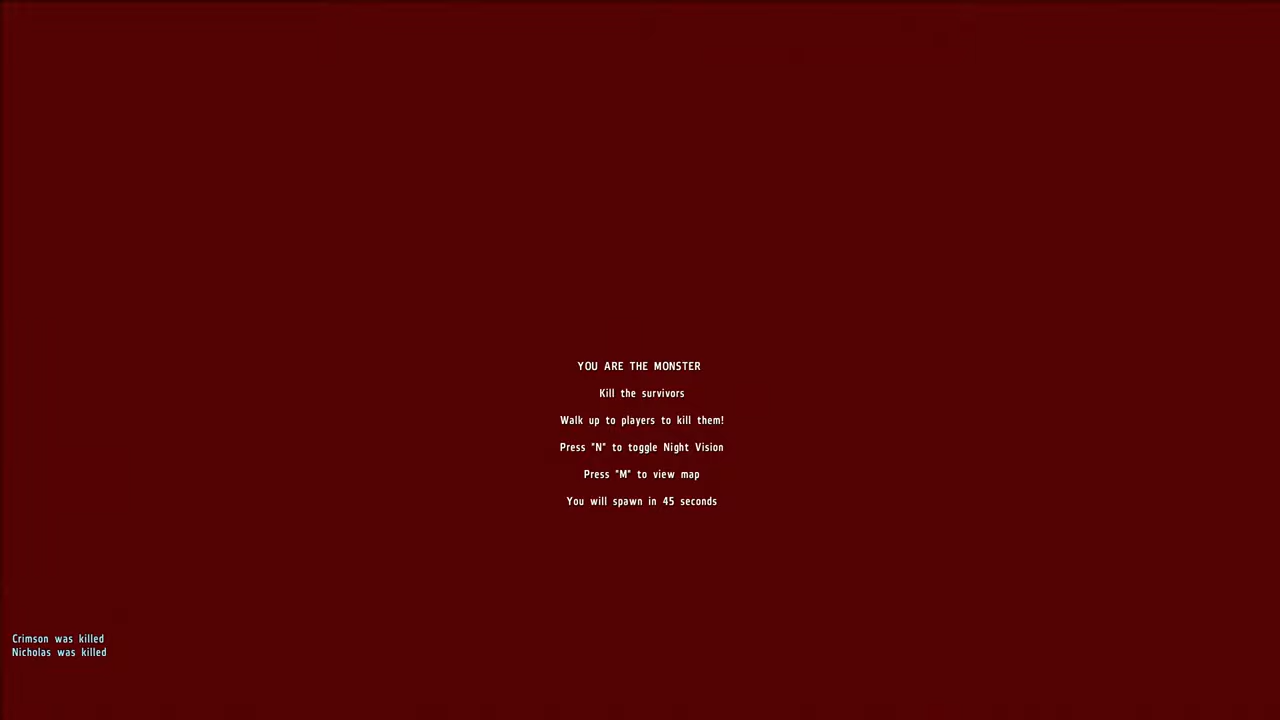 YOU ARE THE MONSTER
Kill the survivors
Walk up to players to kill them!
Press "N" to toggle Night Vision
Press "M" to view map
You will spawn in 45 seconds
Crimson was killed
Nicholas was killed